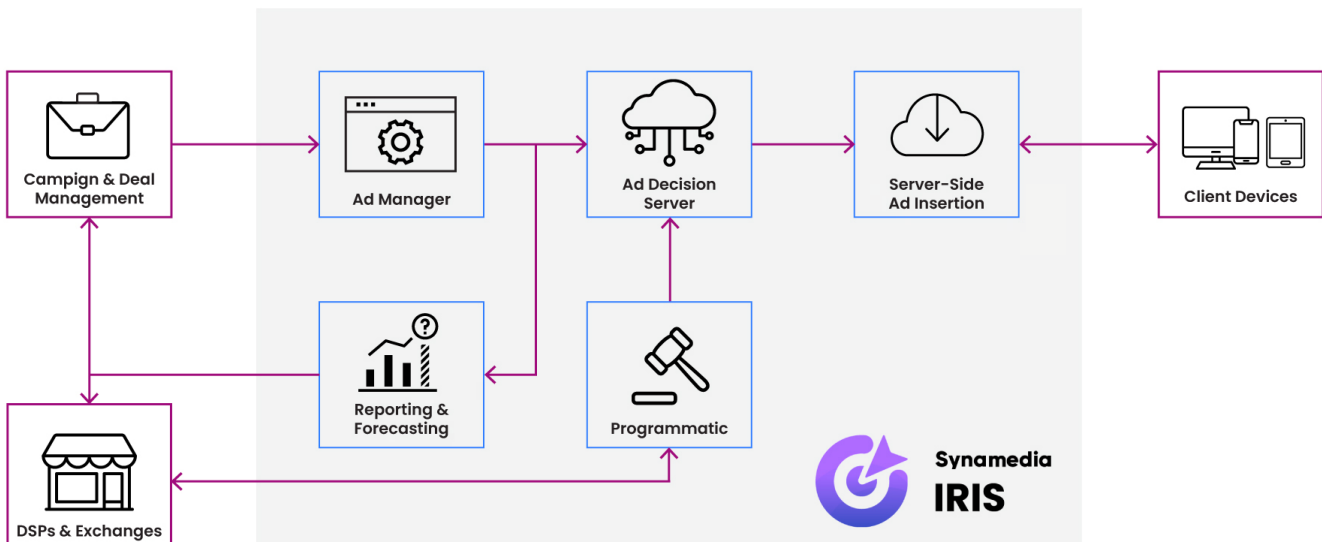 Campign & Deal
Management
Ad Manager
Ad Decision
Server
Server-Side
Ad Insertion
Client Devices
?
Reporting &
Forecasting
Programmatic
DSPs & Exchanges
Synamedia
IRIS